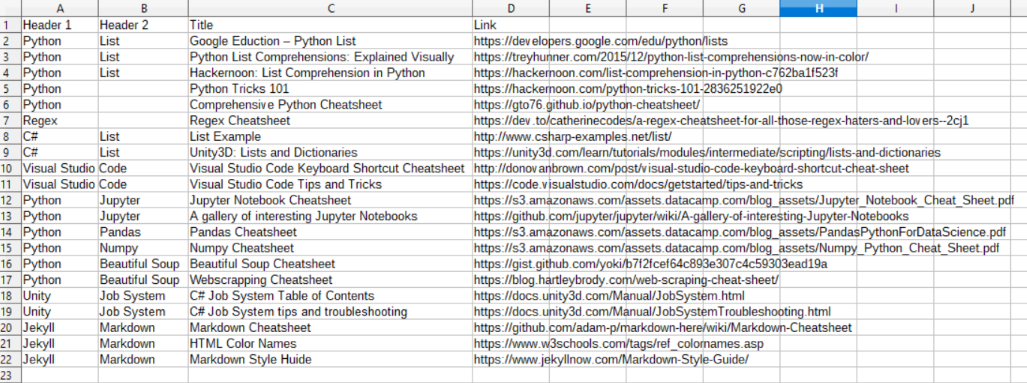 A B C D E F G H I J
1 Header 1 Header 2 Title Link
2 Python List Google Eduction – Python List https://developers.google.com/edu/python/lists
3 Python List Python List Comprehensions: Explained Visually https://treyhunner.com/2015/12/python-list-comprehensions-now-in-color/
4 Python List Hackernoon: List Comprehension in Python https://hackernoon.com/list-comprehension-in-python-c762ba1f523f
5 Python Python Tricks 101 https://hackernoon.com/python-tricks-101-2836251922e0
6 Python Comprehensive Python Cheatsheet https://gto76.github.io/python-cheatsheet/
7 Regex Regex Cheatsheet https://dev.to/catherinecodes/a-regex-cheatsheet-for-all-those-regex-haters-and-lovers--2cj1
8 C# List List Example http://www.csharp-examples.net/list/
9 C# List Unity3D: Lists and Dictionaries https://unity3d.com/learn/tutorials/modules/intermediate/scripting/lists-and-dictionaries
10 Visual Studio Code Visual Studio Code Keyboard Shortcut Cheatsheet http://donovanbrown.com/post/visual-studio-code-keyboard-shortcut-cheat-sheet
11 Visual Studio Code Visual Studio Code Tips and Tricks https://code.visualstudio.com/docs/getstarted/tips-and-tricks
12 Python Jupyter Jupyter Notebook Cheatsheet https://s3.amazonaws.com/assets.datacamp.com/blog_assets/Jupyter_Notebook_Cheat_Sheet.pdf
13 Python Jupyter A gallery of interesting Jupyter Notebooks https://github.com/jupyter/jupyter/wiki/A-gallery-of-interesting-Jupyter-Notebooks
14 Python Pandas Pandas Cheatsheet https://s3.amazonaws.com/assets.datacamp.com/blog_assets/PandasPythonForDataScience.pdf
15 Python Numpy Numpy Cheatsheet https://s3.amazonaws.com/assets.datacamp.com/blog_assets/Numpy_Python_Cheat_Sheet.pdf
16 Python Beautiful Soup Beautiful Soup Cheatsheet https://gist.github.com/yoki/b7f2fcef64c893e307c4c59303ead19a
17 Python Beautiful Soup Webscrapping Cheatsheet https://blog.hartleybrody.com/web-scraping-cheat-sheet/
18 Unity Job System C# Job System Table of Contents https://docs.unity3d.com/Manual/JobSystem.html
19 Unity Job System C# Job System tips and troubleshooting https://docs.unity3d.com/Manual/JobSystemTroubleshooting.html
20 Jekyll Markdown Markdown Cheatsheet https://github.com/adam-p/markdown-here/wiki/Markdown-Cheatsheet
21 Jekyll Markdown HTML Color Names https://www.w3schools.com/tags/ref_colornames.asp
22 Jekyll Markdown Markdown Style Huide https://www.jekyllnow.com/Markdown-Style-Guide/
23